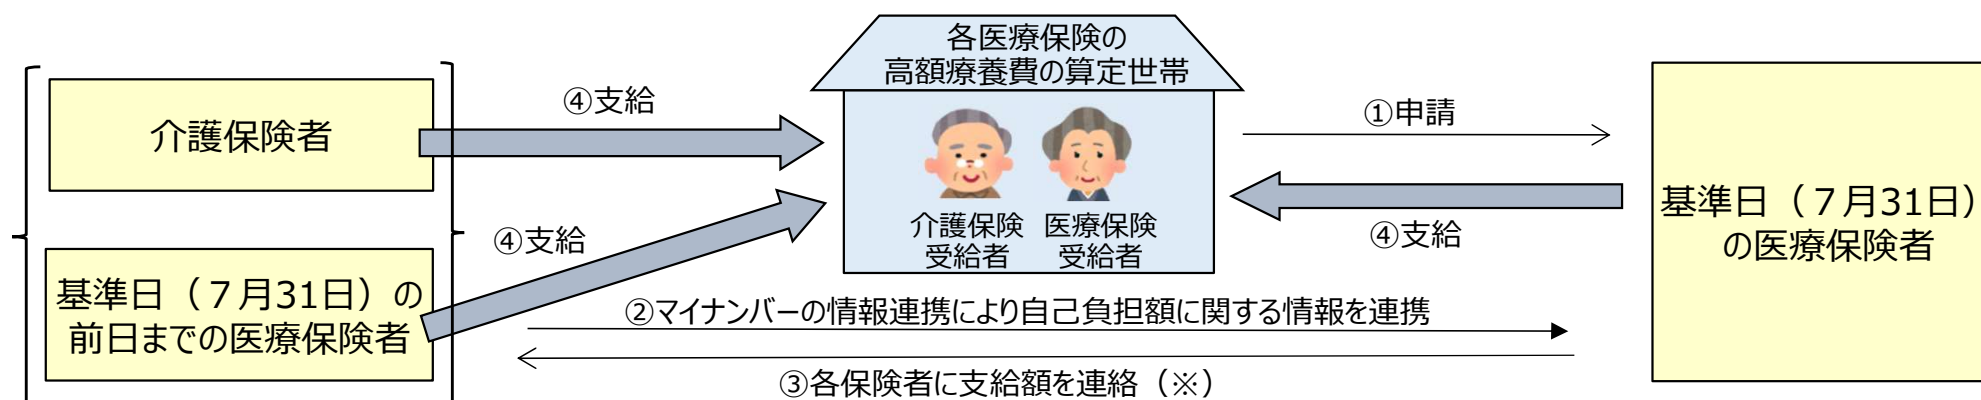 各医療保険の
高額療養費の算定世帯
介護保険者
④支給
①申請
基準日（７月31日）
の医療保険者
介護保険
受給者
医療保険
受給者
④支給
④支給
基準日（７月31日）の
前日までの医療保険者
②マイナンバーの情報連携により自己負担額に関する情報を連携
③各保険者に支給額を連絡（※）